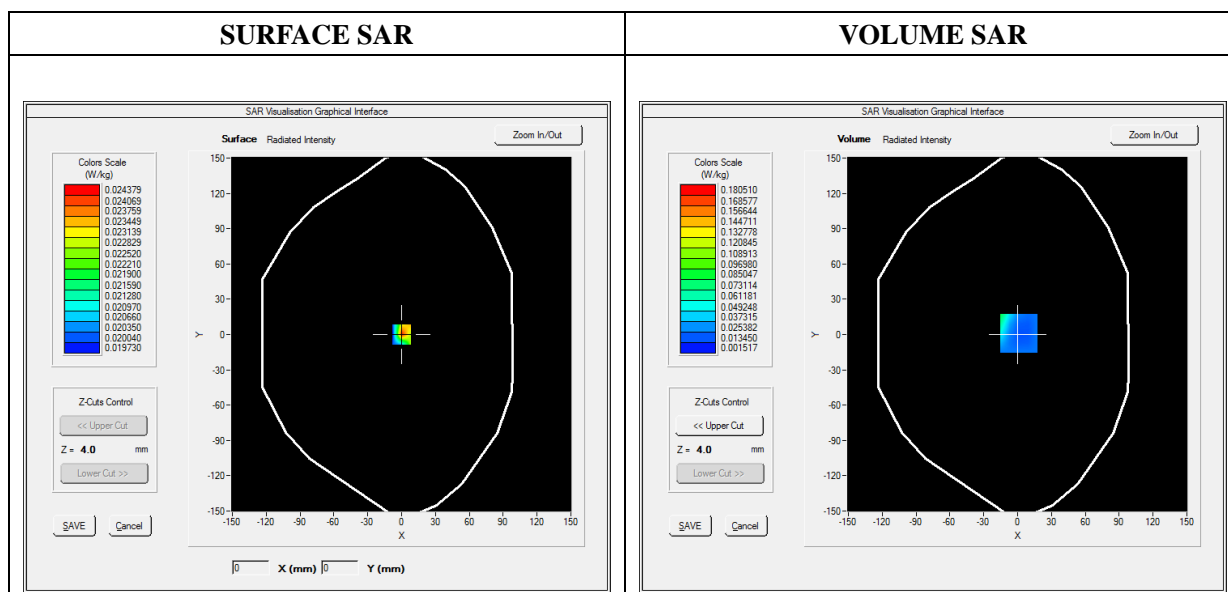 SURFACE SAR
VOLUME SAR
SAR Visualisation Graphical Interface
Surface Radiated Intensity
Zoom In/Out
Colors Scale
(W/kg)
0.024379
0.024069
0.023759
0.023449
0.023139
0.022829
0.022520
0.022210
0.021900
0.021590
0.021280
0.020970
0.020660
0.020350
0.020040
0.019730
150
120
90
60
30
0
-30
-60
-90
-120
-150
Y
-150 -120 -90 -60 -30 0 30 60 90 120 150
X
Z-Cuts Control
<< Upper Cut
Z = 4.0 mm
Lower Cut >>
SAVE Cancel
0 X (mm) 0 Y (mm)
SAR Visualisation Graphical Interface
Volume Radiated Intensity
Zoom In/Out
Colors Scale
(W/kg)
0.180510
0.168577
0.156644
0.144711
0.132778
0.120845
0.108913
0.096980
0.085047
0.073114
0.061181
0.049248
0.037315
0.025382
0.013450
0.001517
150
120
90
60
30
0
-30
-60
-90
-120
-150
Y
-150 -120 -90 -60 -30 0 30 60 90 120 150
X
Z-Cuts Control
<< Upper Cut
Z = 4.0 mm
Lower Cut >>
SAVE Cancel